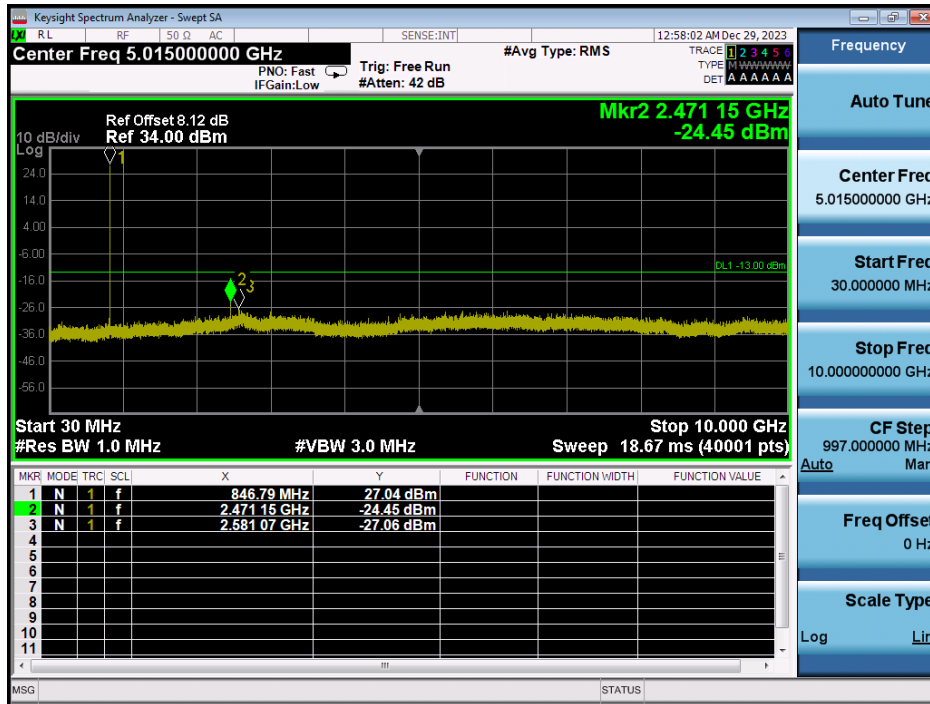 Keysight Spectrum Analyzer - Swept SA
LXI RL RF 50 Ω AC SENSE:INT 12:58:02 AM Dec 29, 2023
Center Freq 5.015000000 GHz #Avg Type: RMS TRACE 1 2 3 4 5 6
PNO: Fast Trig: Free Run TYPE M WWWWW
IFGain:Low #Atten: 42 dB DET A A A A A A
Mkr2 2.471 15 GHz
-24.45 dBm
Ref Offset 8.12 dB
10 dB/div Ref 34.00 dBm
Log
1
24.0
14.0
4.00
-6.00
DL1 -13.00 dBm
-16.0
2
3
-26.0
-36.0
-46.0
-56.0
Start 30 MHz Stop 10.000 GHz
#Res BW 1.0 MHz #VBW 3.0 MHz Sweep 18.67 ms (40001 pts)
MKR MODE TRC SCL X Y FUNCTION FUNCTION WIDTH FUNCTION VALUE
1 N 1 f 846.79 MHz 27.04 dBm
2 N 1 f 2.471 15 GHz -24.45 dBm
3 N 1 f 2.581 07 GHz -27.06 dBm
4
5
6
7
8
9
10
11
MSG STATUS
Frequency
Auto Tune
Center Freq
5.015000000 GHz
Start Freq
30.000000 MHz
Stop Freq
10.000000000 GHz
CF Step
997.000000 MHz
Auto Man
Freq Offset
0 Hz
Scale Type
Log Lin